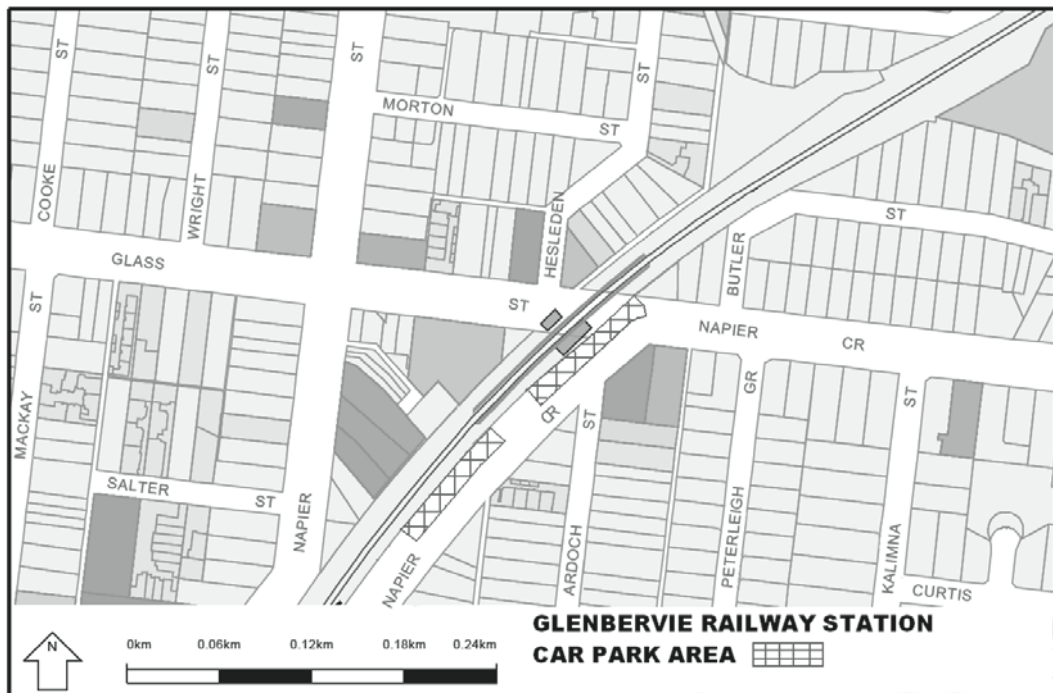 ST
ST
ST
ST
MORTON
ST
COOKE
WRIGHT
HESLEDEN
BUTLER
ST
GLASS
ST
ST
NAPIER
CR
MACKAY
CR
ST
GR
ST
SALTER
ST
NAPIER
NAPIER
ARDOCH
PETERLEIGH
KALIMNA
CURTIS
N
0km 0.06km 0.12km 0.18km 0.24km
GLENBERVIE RAILWAY STATION
CAR PARK AREA